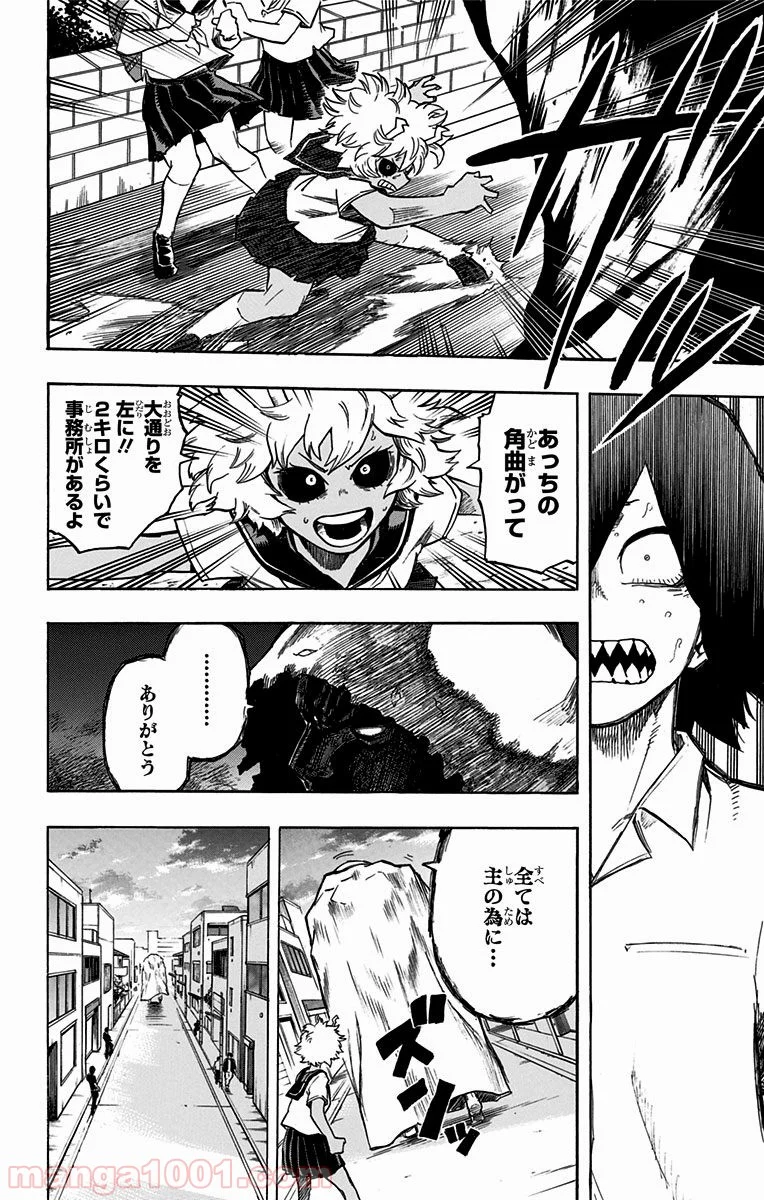 あっちの
角曲がって
大通りを
左に!!
2キロくらいで
事務所があるよ
………
ありがとう
全ては
主の為に…
ズン
manga1001.com